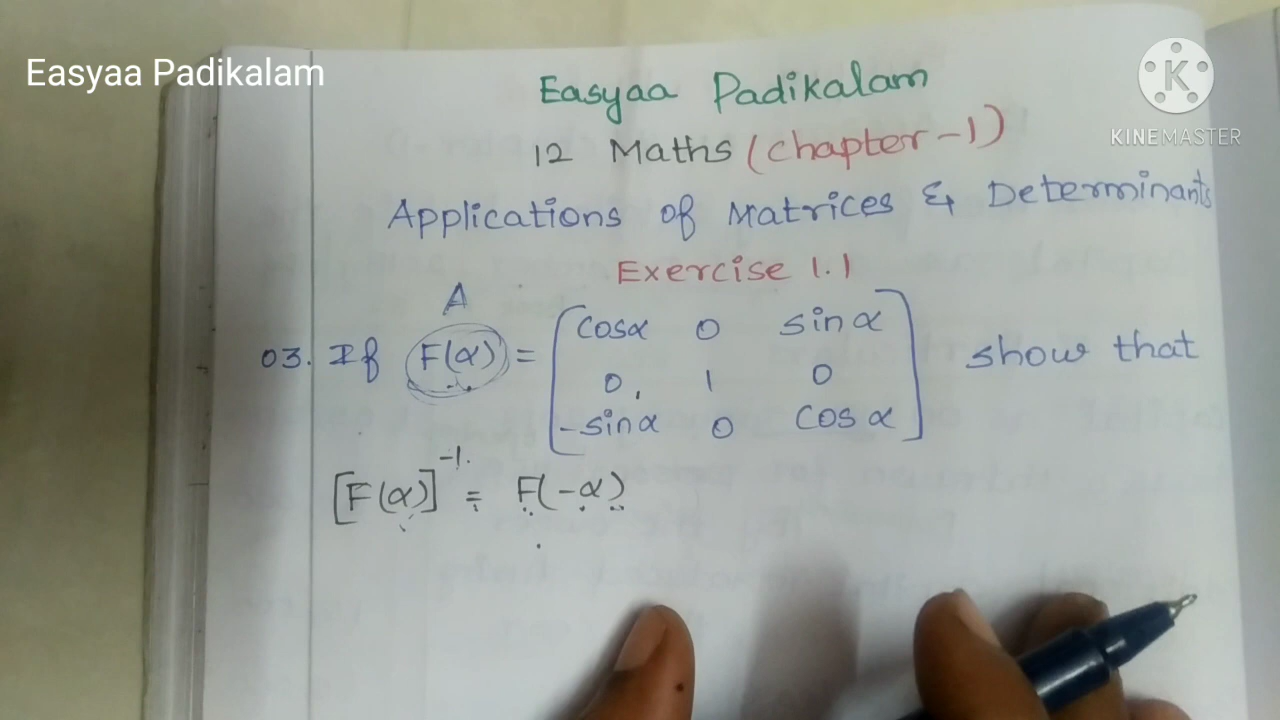 Easyaa Padikalam
KINEMASTER
Easyaa Padikalam
12 Maths (chapter-1)
Applications of Matrices & Determinants
Exercise 1.1
A
03. If F(α) = [cosα 0 sinα
0, 1 0
-sinα 0 cosα] show that
[F(α)]⁻¹ = F(-α)